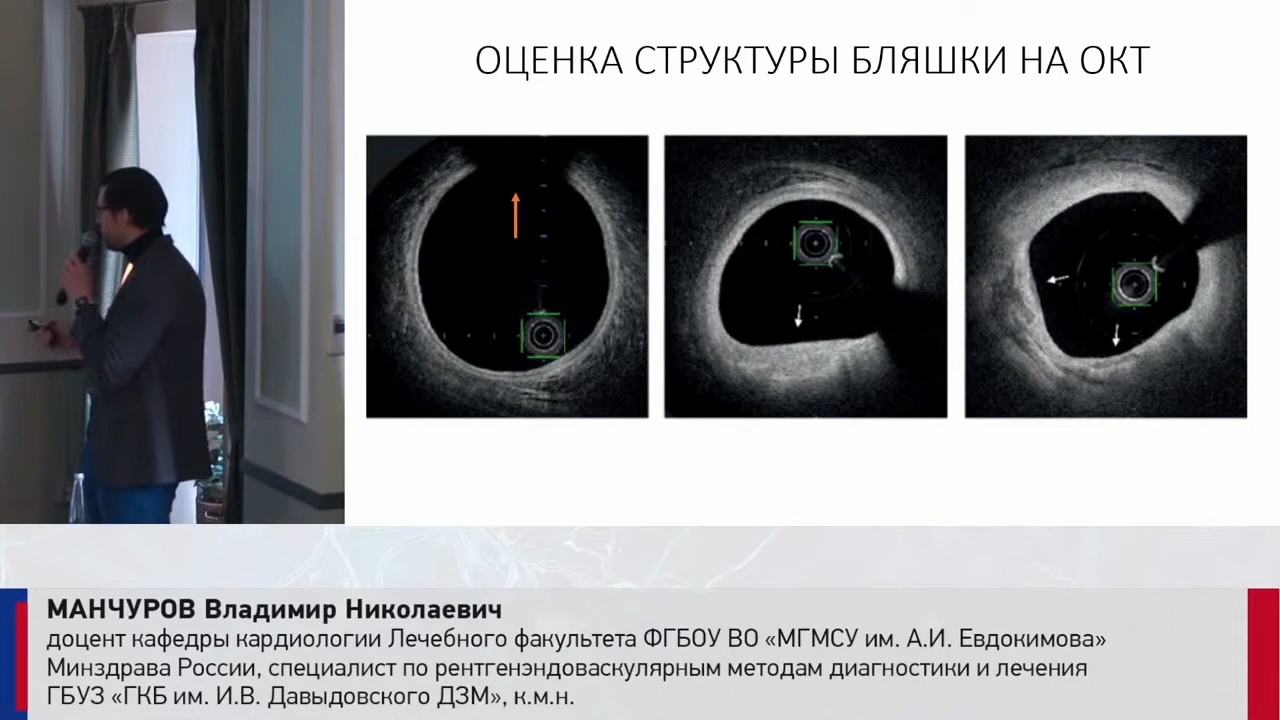 ОЦЕНКА СТРУКТУРЫ БЛЯШКИ НА ОКТ
МАНЧУРОВ Владимир Николаевич
доцент кафедры кардиологии Лечебного факультета ФГБОУ ВО «МГМСУ им. А.И. Евдокимова»
Минздрава России, специалист по рентгенэндоваскулярным методам диагностики и лечения
ГБУЗ «ГКБ им. И.В. Давыдовского ДЗМ», к.м.н.